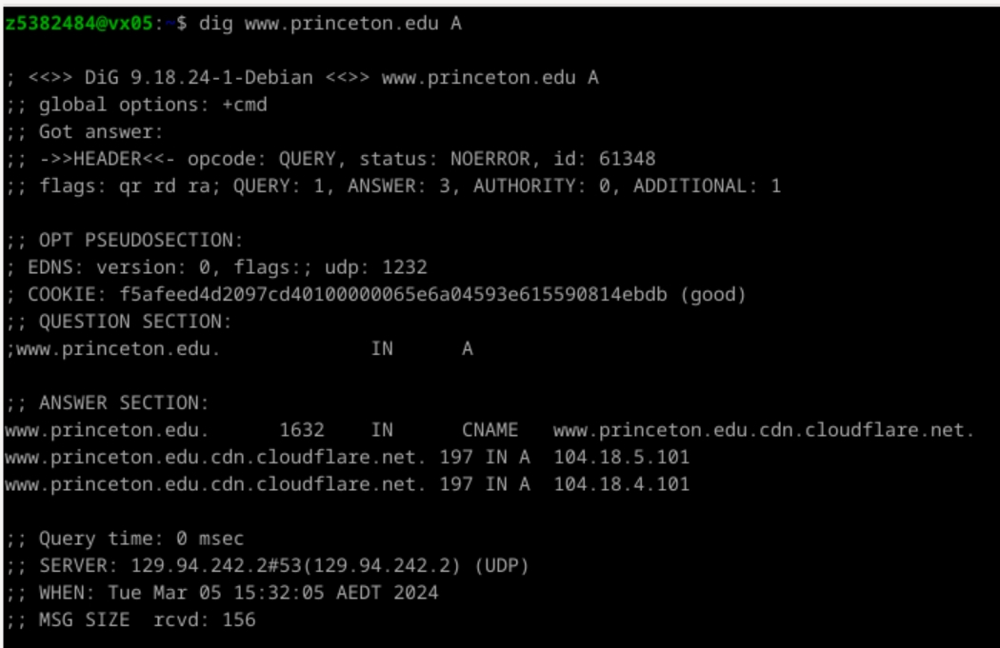 z5382484@vx05:~$ dig www.princeton.edu A
; <<>> DiG 9.18.24-1-Debian <<>> www.princeton.edu A
;; global options: +cmd
;; Got answer:
;; ->>HEADER<<- opcode: QUERY, status: NOERROR, id: 61348
;; flags: qr rd ra; QUERY: 1, ANSWER: 3, AUTHORITY: 0, ADDITIONAL: 1
;; OPT PSEUDOSECTION:
; EDNS: version: 0, flags:; udp: 1232
; COOKIE: f5afeed4d2097cd40100000065e6a04593e615590814ebdb (good)
;; QUESTION SECTION:
;www.princeton.edu. IN A
;; ANSWER SECTION:
www.princeton.edu. 1632 IN CNAME www.princeton.edu.cdn.cloudflare.net.
www.princeton.edu.cdn.cloudflare.net. 197 IN A 104.18.5.101
www.princeton.edu.cdn.cloudflare.net. 197 IN A 104.18.4.101
;; Query time: 0 msec
;; SERVER: 129.94.242.2#53(129.94.242.2) (UDP)
;; WHEN: Tue Mar 05 15:32:05 AEDT 2024
;; MSG SIZE rcvd: 156